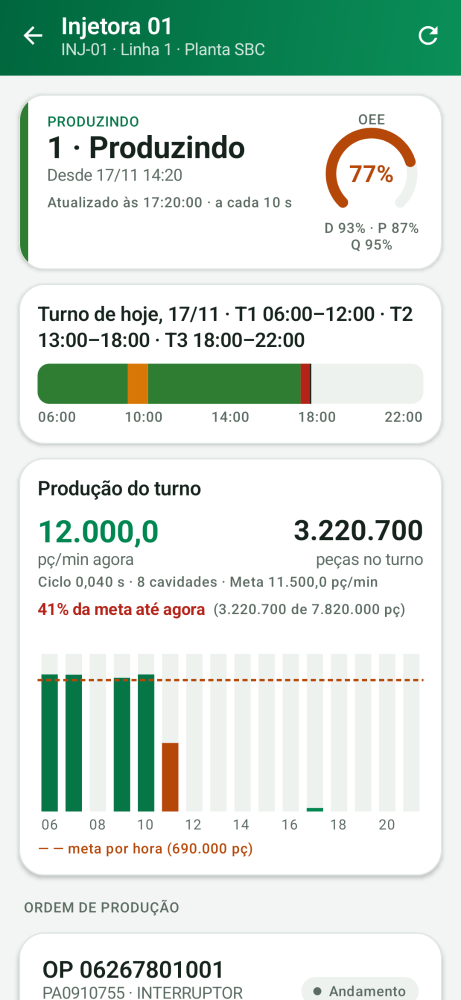 Injetora 01
INJ-01 · Linha 1 · Planta SBC
PRODUZINDO
1 · Produzindo
Desde 17/11 14:20
Atualizado às 17:20:00 · a cada 10 s
OEE
77%
D 93% · P 87%
Q 95%
Turno de hoje, 17/11 · T1 06:00–12:00 · T2
13:00–18:00 · T3 18:00–22:00
06:00 10:00 14:00 18:00 22:00
Produção do turno
12.000,0 3.220.700
pç/min agora peças no turno
Ciclo 0,040 s · 8 cavidades · Meta 11.500,0 pç/min
41% da meta até agora (3.220.700 de 7.820.000 pç)
06 08 10 12 14 16 18 20
— — meta por hora (690.000 pç)
ORDEM DE PRODUÇÃO
OP 06267801001
PA0910755 · INTERRUPTOR
Andamento